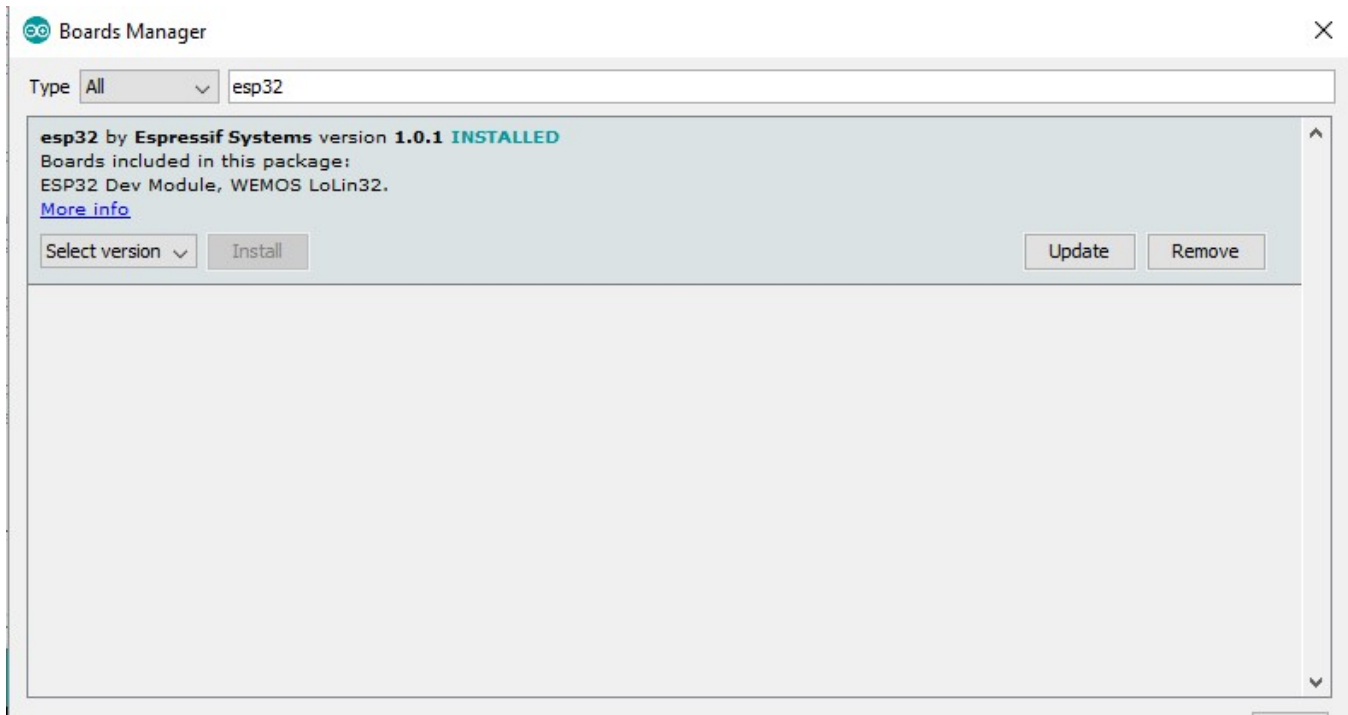 Boards Manager
Type All esp32
esp32 by Espressif Systems version 1.0.1 INSTALLED
Boards included in this package:
ESP32 Dev Module, WEMOS LoLin32.
More info
Select version Install Update Remove